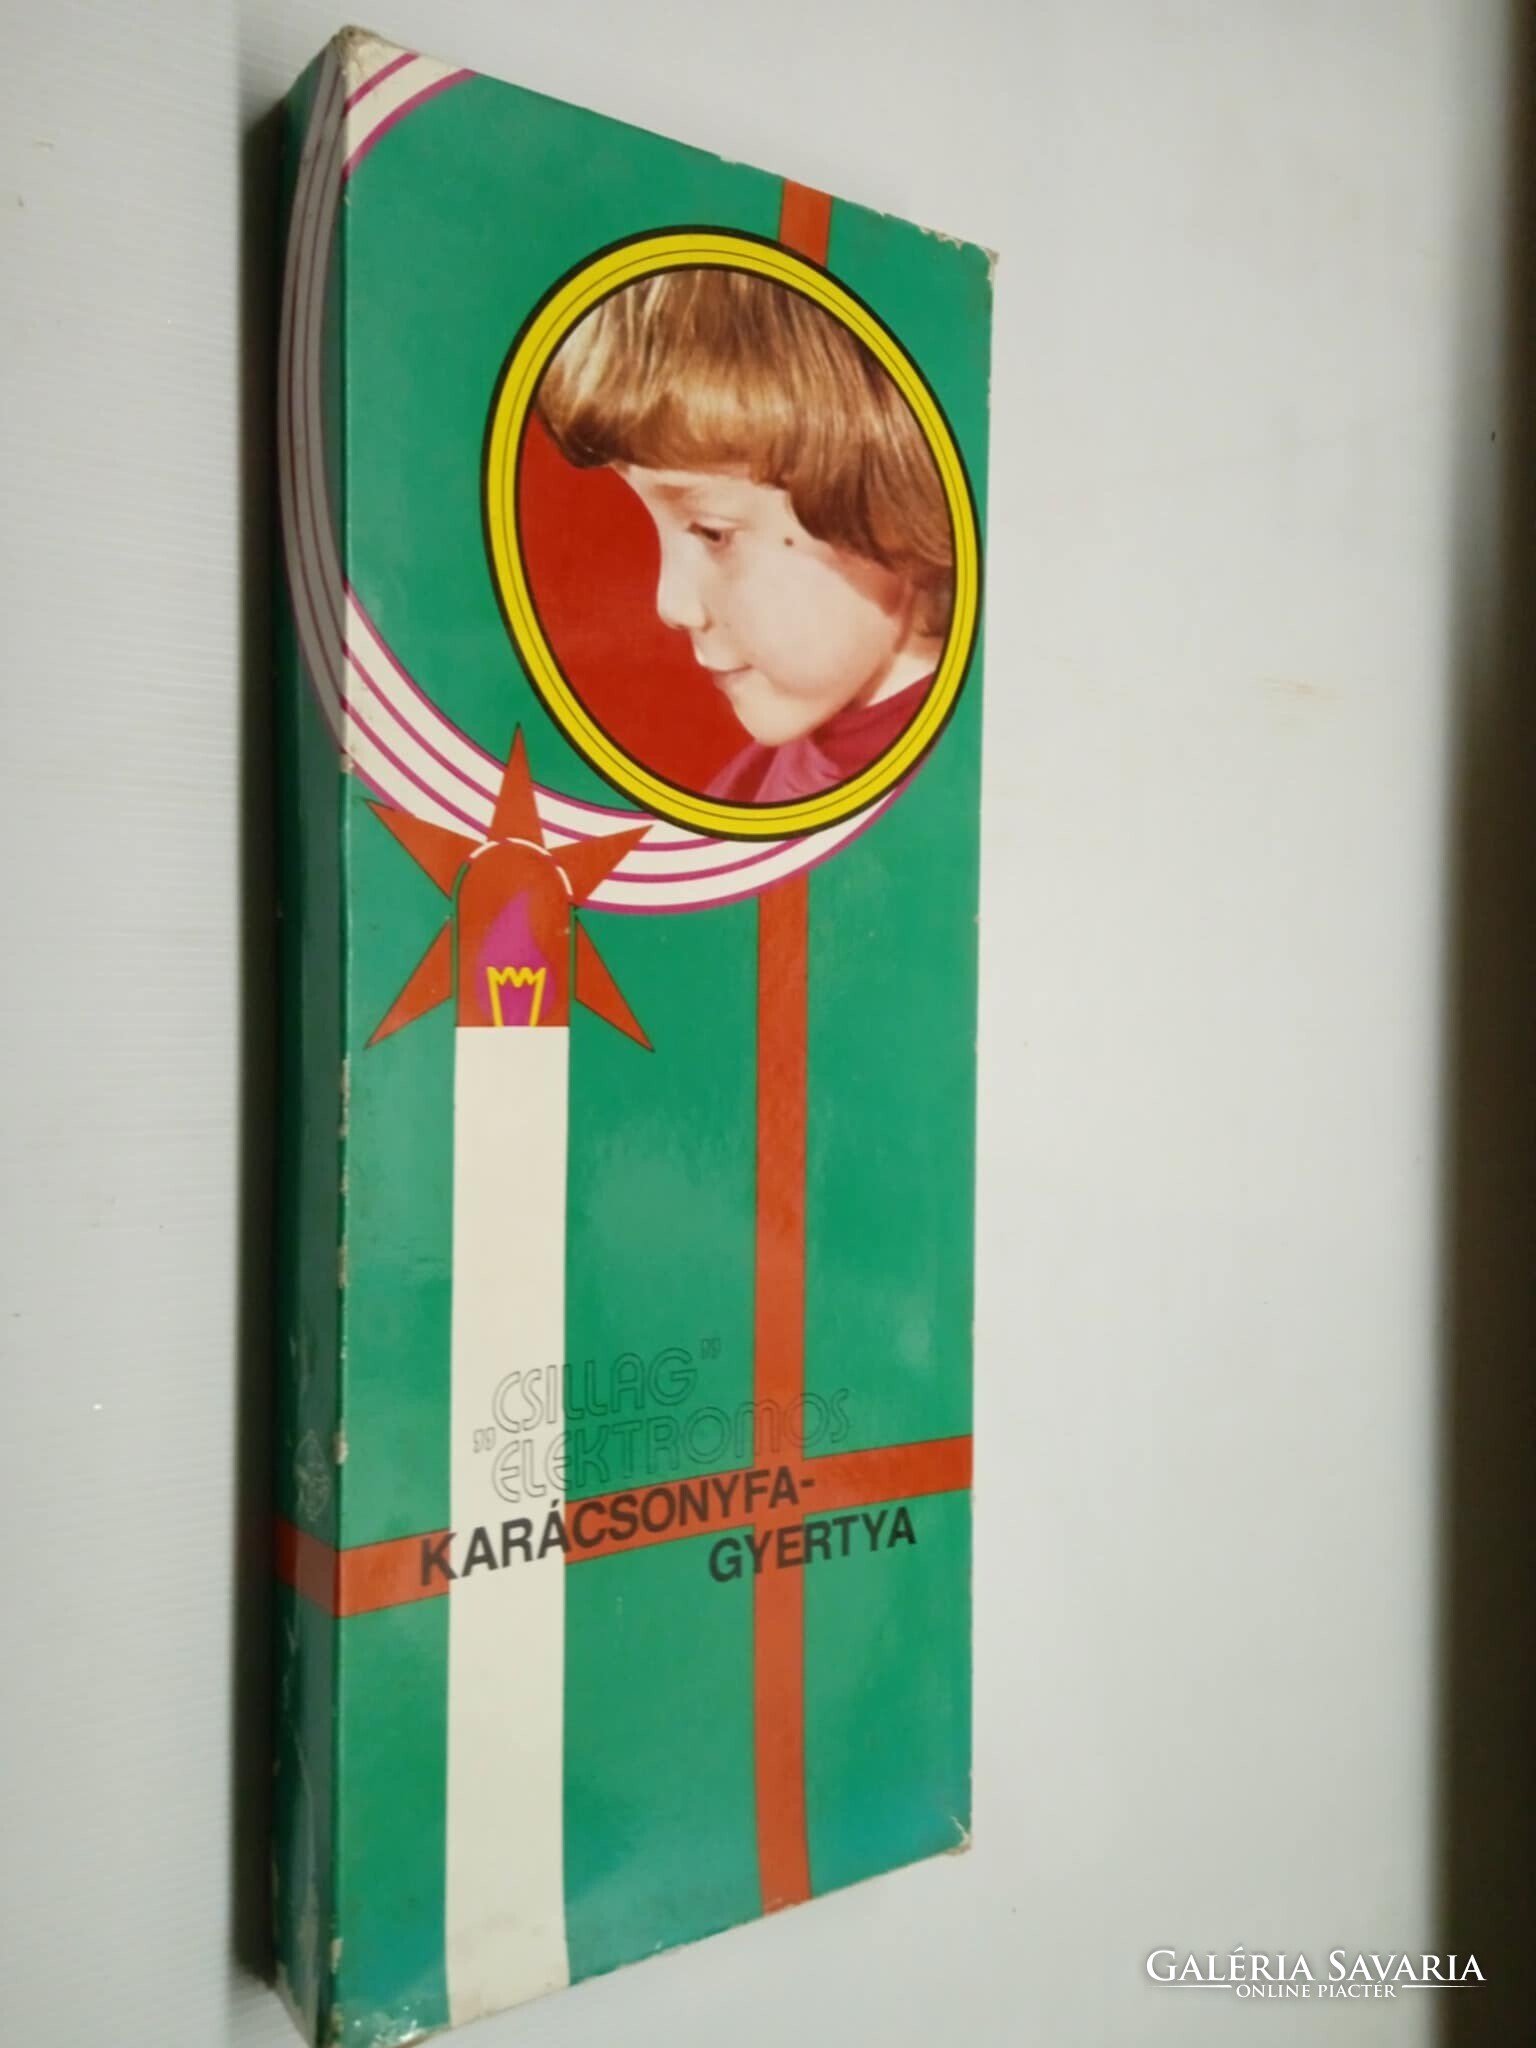 "CSILLAG"
"ELEKTROMOS
KARÁCSONYFA-
GYERTYA
GALÉRIA SAVARIA
ONLINE PIACTÉR